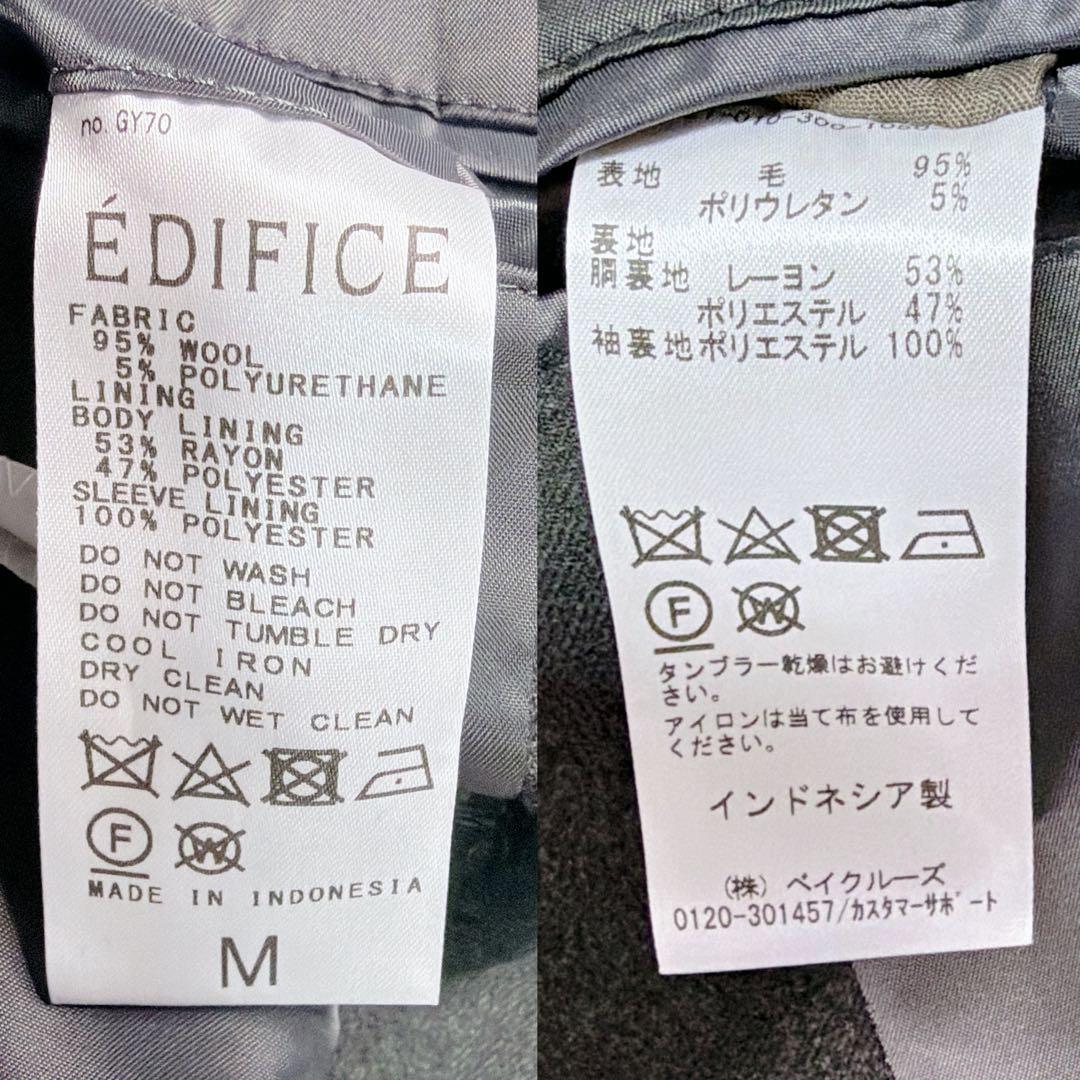 no. GY70
ÉDIFICE
FABRIC
95% WOOL
5% POLYURETHANE
LINING
BODY LINING
53% RAYON
47% POLYESTER
SLEEVE LINING
100% POLYESTER
DO NOT WASH
DO NOT BLEACH
DO NOT TUMBLE DRY
COOL IRON
DRY CLEAN
DO NOT WET CLEAN
F W
MADE IN INDONESIA
M
表地 毛 95%
ポリウレタン 5%
裏地
胴裏地 レーヨン 53%
ポリエステル 47%
袖裏地ポリエステル 100%
F W
タンブラー乾燥はお避けくだ
さい。
アイロンは当て布を使用して
ください。
インドネシア製
(株) ベイクルーズ
0120-301457/カスタマーサポート